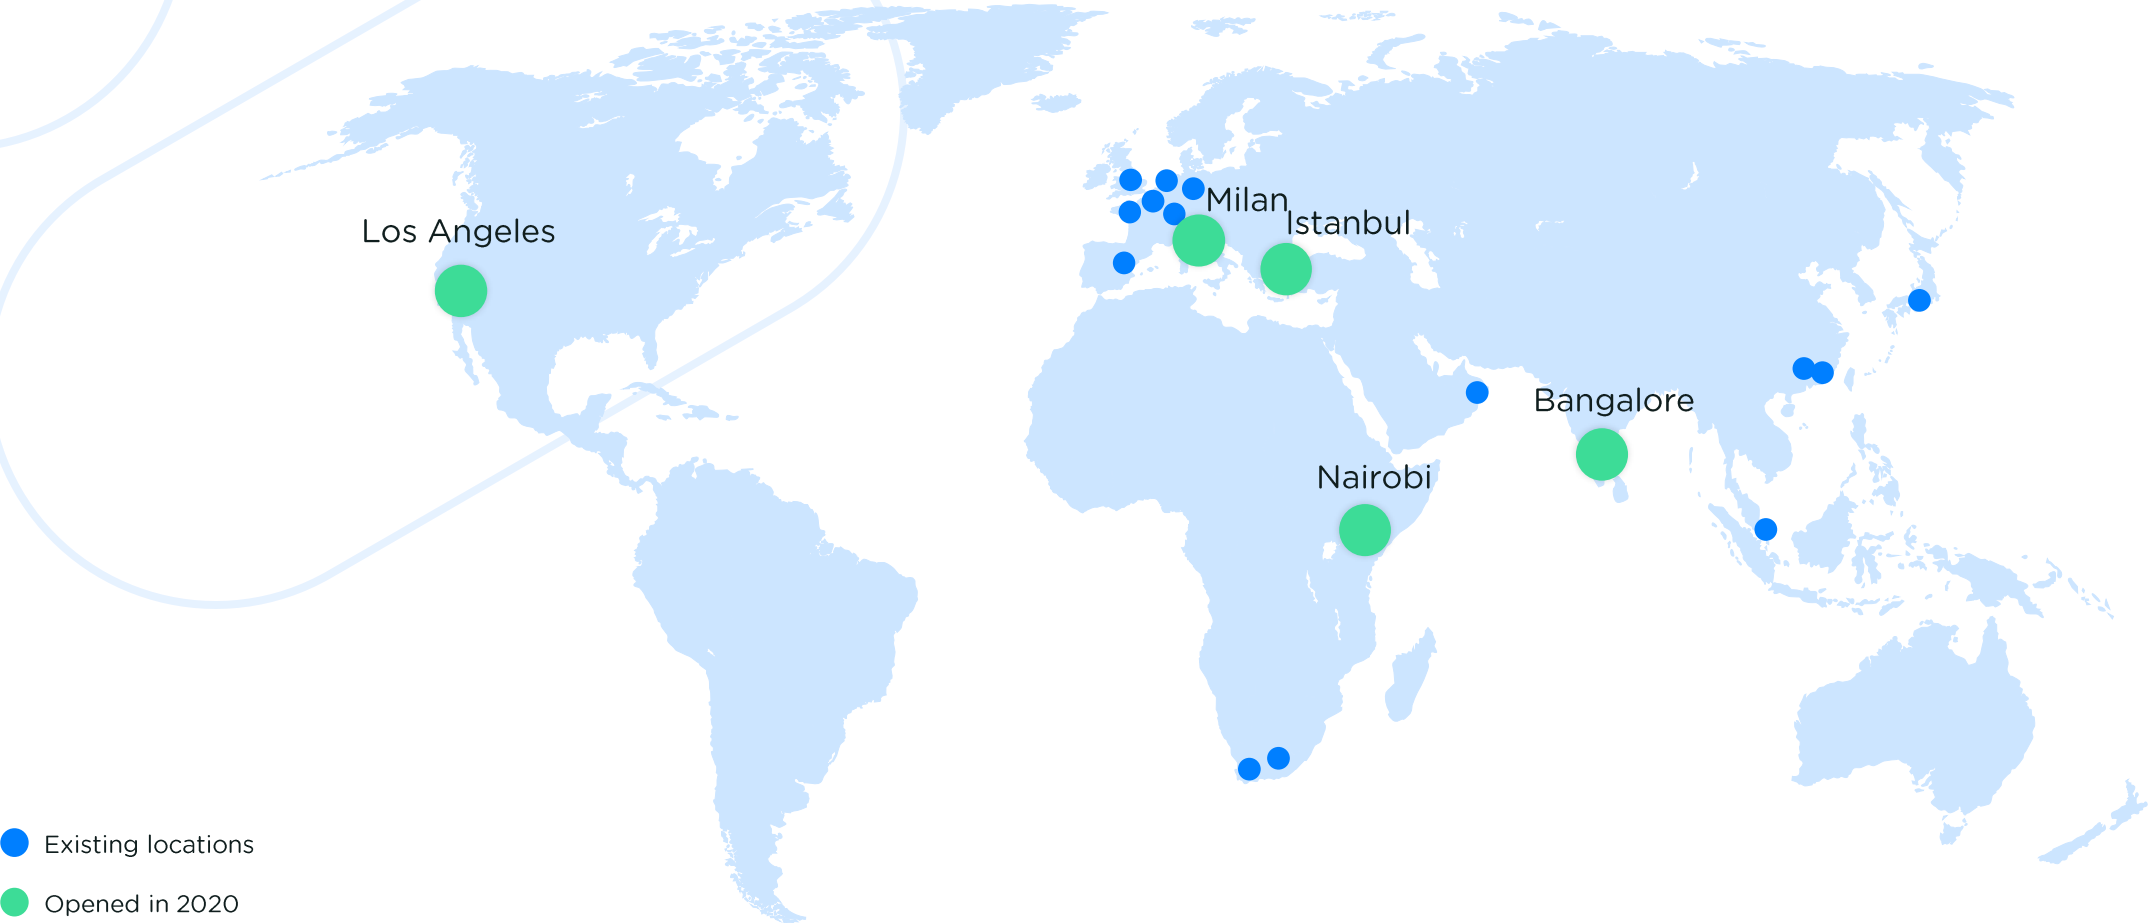 Milan
Istanbul
Los Angeles
Bangalore
Nairobi
Existing locations
Opened in 2020